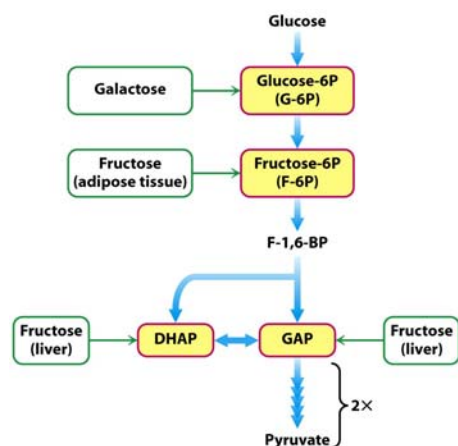 Glucose
Galactose
Glucose-6P
(G-6P)
Fructose
(adipose tissue)
Fructose-6P
(F-6P)
F-1,6-BP
Fructose
(liver)
DHAP
GAP
Fructose
(liver)
2×
Pyruvate